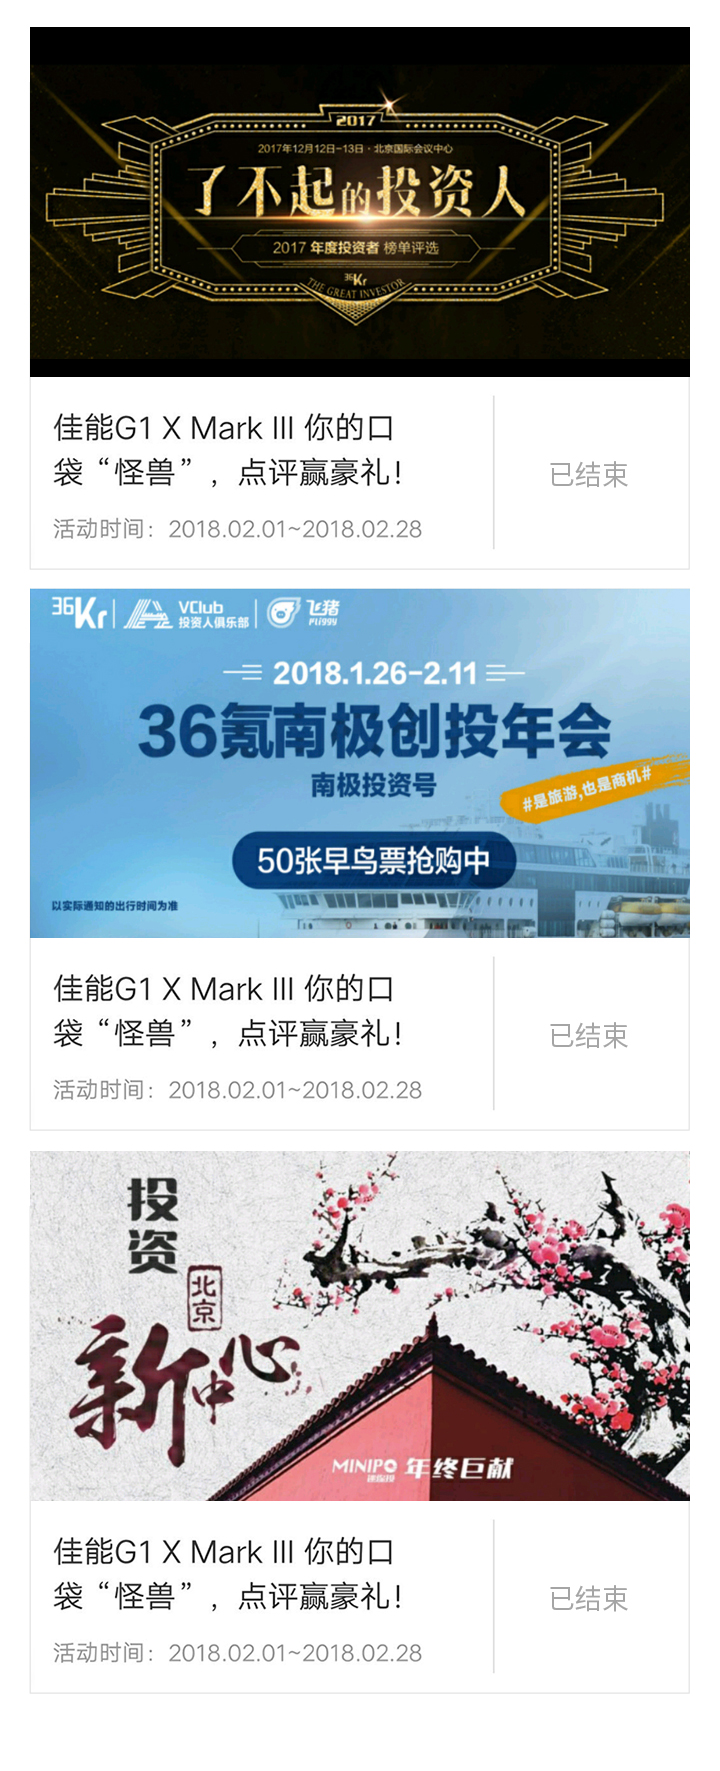 2017
2017年12月12日-13日·北京国际会议中心
了不起的投资人
2017 年度投资者 榜单评选
36Kr
THE GREAT INVESTOR
佳能G1 X Mark III 你的口
袋“怪兽”，点评赢豪礼！
活动时间：2018.02.01~2018.02.28
已结束
36Kr VClub 投资人俱乐部 飞猪 Fliggy
2018.1.26-2.11
36氪南极创投年会
南极投资号
#是旅游,也是商机#
50张早鸟票抢购中
以实际通知的出行时间为准
佳能G1 X Mark III 你的口
袋“怪兽”，点评赢豪礼！
活动时间：2018.02.01~2018.02.28
已结束
投资
北京
新中心
MINIPO 年终巨献
佳能G1 X Mark III 你的口
袋“怪兽”，点评赢豪礼！
活动时间：2018.02.01~2018.02.28
已结束